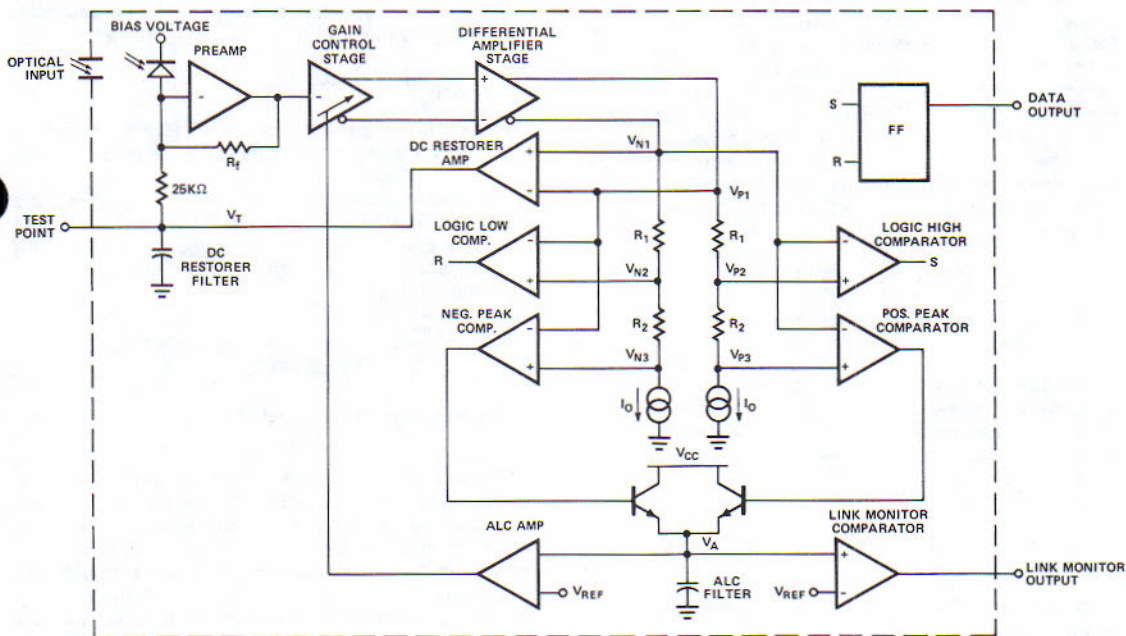 BIAS VOLTAGE
OPTICAL
INPUT
PREAMP
GAIN
CONTROL
STAGE
DIFFERENTIAL
AMPLIFIER
STAGE
-
-
+
-
Rf
25KΩ
TEST
POINT
VT
DC
RESTORER
FILTER
DC RESTORER
AMP
+
-
VN1
VP1
S
R
FF
DATA
OUTPUT
LOGIC LOW
COMP.
R
-
+
VN2
R1
R1
VP2
LOGIC HIGH
COMPARATOR
-
+
S
NEG. PEAK
COMP.
-
+
VN3
R2
R2
VP3
POS. PEAK
COMPARATOR
-
+
IO
IO
VCC
ALC AMP
VA
LINK MONITOR
COMPARATOR
+
-
VREF
ALC
FILTER
VREF
LINK MONITOR
OUTPUT